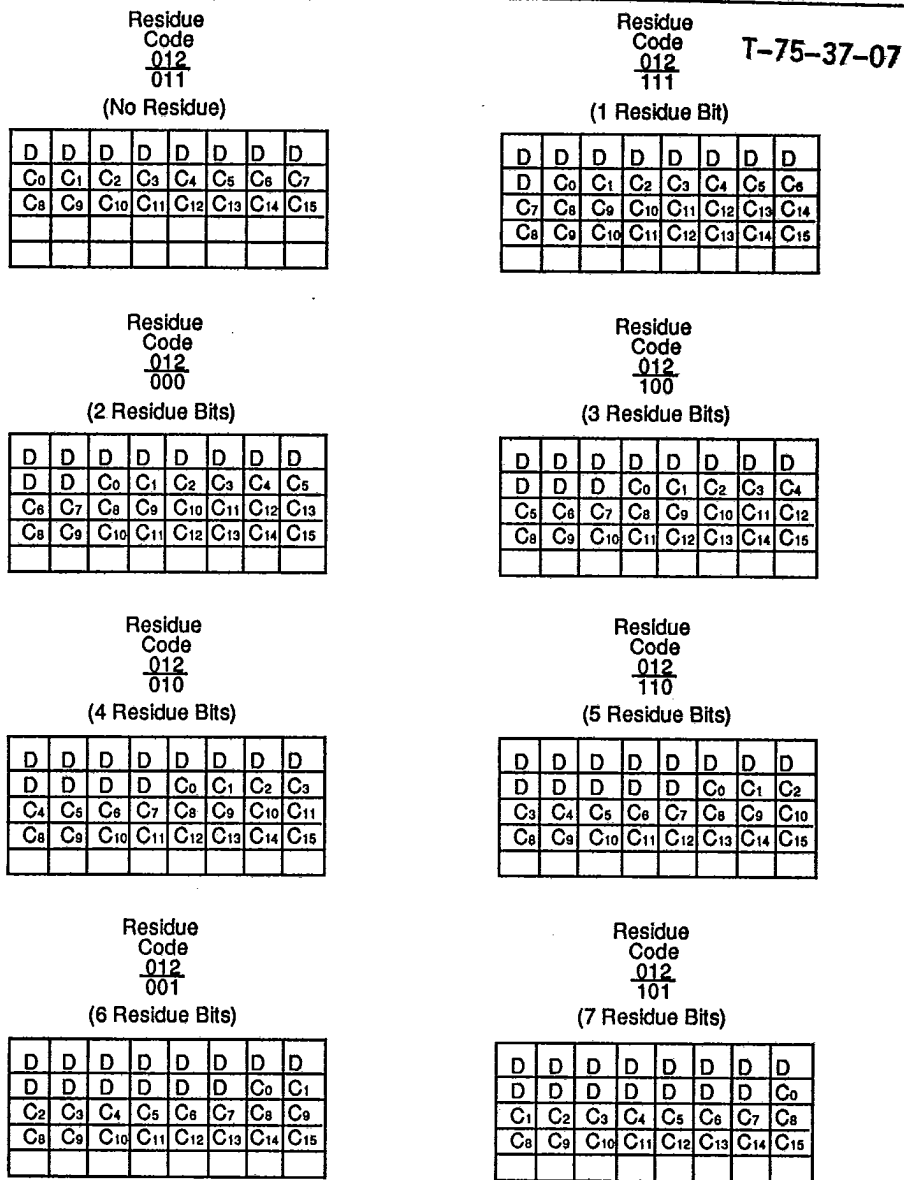 T-75-37-07
Residue
Code
012
011
(No Residue)
D D D D D D D D
C0 C1 C2 C3 C4 C5 C6 C7
C8 C9 C10 C11 C12 C13 C14 C15
Residue
Code
012
111
(1 Residue Bit)
D D D D D D D D
D C0 C1 C2 C3 C4 C5 C6
C7 C8 C9 C10 C11 C12 C13 C14
C8 C9 C10 C11 C12 C13 C14 C15
Residue
Code
012
000
(2 Residue Bits)
D D D D D D D D
D D C0 C1 C2 C3 C4 C5
C6 C7 C8 C9 C10 C11 C12 C13
C8 C9 C10 C11 C12 C13 C14 C15
Residue
Code
012
100
(3 Residue Bits)
D D D D D D D D
D D D C0 C1 C2 C3 C4
C5 C6 C7 C8 C9 C10 C11 C12
C8 C9 C10 C11 C12 C13 C14 C15
Residue
Code
012
010
(4 Residue Bits)
D D D D D D D D
D D D D C0 C1 C2 C3
C4 C5 C6 C7 C8 C9 C10 C11
C8 C9 C10 C11 C12 C13 C14 C15
Residue
Code
012
110
(5 Residue Bits)
D D D D D D D D
D D D D D C0 C1 C2
C3 C4 C5 C6 C7 C8 C9 C10
C8 C9 C10 C11 C12 C13 C14 C15
Residue
Code
012
001
(6 Residue Bits)
D D D D D D D D
D D D D D D C0 C1
C2 C3 C4 C5 C6 C7 C8 C9
C8 C9 C10 C11 C12 C13 C14 C15
Residue
Code
012
101
(7 Residue Bits)
D D D D D D D D
D D D D D D D C0
C1 C2 C3 C4 C5 C6 C7 C8
C8 C9 C10 C11 C12 C13 C14 C15